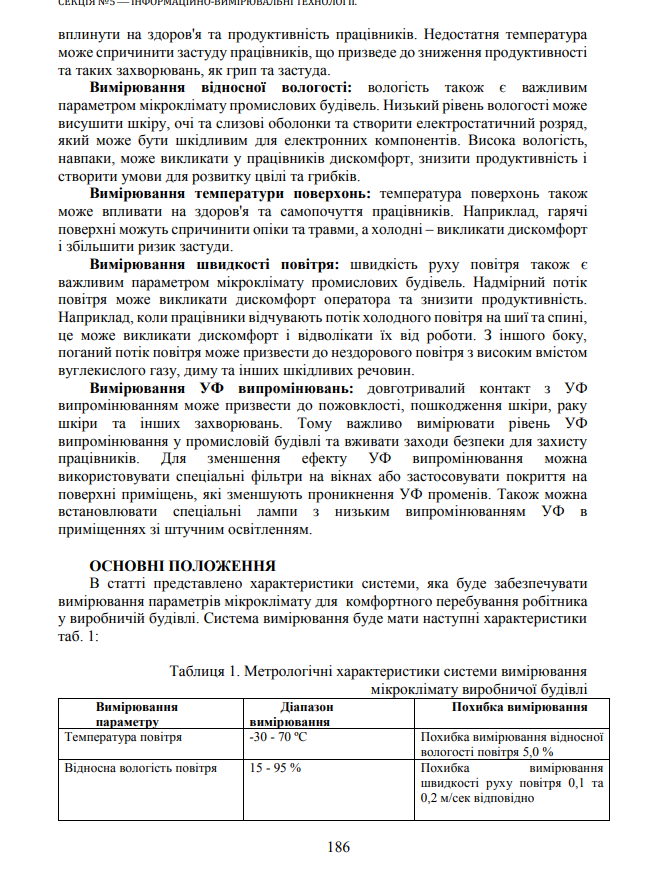 СЕКЦІЯ №5 — ІНФОРМАЦІЙНО-ВИМІРЮВАЛЬНІ ТЕХНОЛОГІЇ.
вплинути на здоров'я та продуктивність працівників. Недостатня температура
може спричинити застуду працівників, що призведе до зниження продуктивності
та таких захворювань, як грип та застуда.
Вимірювання відносної вологості: вологість також є важливим
параметром мікроклімату промислових будівель. Низький рівень вологості може
висушити шкіру, очі та слизові оболонки та створити електростатичний розряд,
який може бути шкідливим для електронних компонентів. Висока вологість,
навпаки, може викликати у працівників дискомфорт, знизити продуктивність і
створити умови для розвитку цвілі та грибків.
Вимірювання температури поверхонь: температура поверхонь також
може впливати на здоров'я та самопочуття працівників. Наприклад, гарячі
поверхні можуть спричинити опіки та травми, а холодні – викликати дискомфорт
і збільшити ризик застуди.
Вимірювання швидкості повітря: швидкість руху повітря також є
важливим параметром мікроклімату промислових будівель. Надмірний потік
повітря може викликати дискомфорт оператора та знизити продуктивність.
Наприклад, коли працівники відчувають потік холодного повітря на шиї та спині,
це може викликати дискомфорт і відволікати їх від роботи. З іншого боку,
поганий потік повітря може призвести до нездорового повітря з високим вмістом
вуглекислого газу, диму та інших шкідливих речовин.
Вимірювання УФ випромінювань: довготривалий контакт з УФ
випромінюванням може призвести до пожовклості, пошкодження шкіри, раку
шкіри та інших захворювань. Тому важливо вимірювати рівень УФ
випромінювання у промисловій будівлі та вживати заходи безпеки для захисту
працівників. Для зменшення ефекту УФ випромінювання можна
використовувати спеціальні фільтри на вікнах або застосовувати покриття на
поверхні приміщень, які зменшують проникнення УФ променів. Також можна
встановлювати спеціальні лампи з низьким випромінюванням УФ в
приміщеннях зі штучним освітленням.
ОСНОВНІ ПОЛОЖЕННЯ
В статті представлено характеристики системи, яка буде забезпечувати
вимірювання параметрів мікроклімату для комфортного перебування робітника
у виробничій будівлі. Система вимірювання буде мати наступні характеристики
таб. 1:
Таблиця 1. Метрологічні характеристики системи вимірювання
мікроклімату виробничої будівлі
Вимірювання
параметру
Діапазон
вимірювання
Похибка вимірювання
Температура повітря
-30 - 70 ºС
Похибка вимірювання відносної
вологості повітря 5,0 %
Відносна вологість повітря
15 - 95 %
Похибка вимірювання
швидкості руху повітря 0,1 та
0,2 м/сек відповідно
186